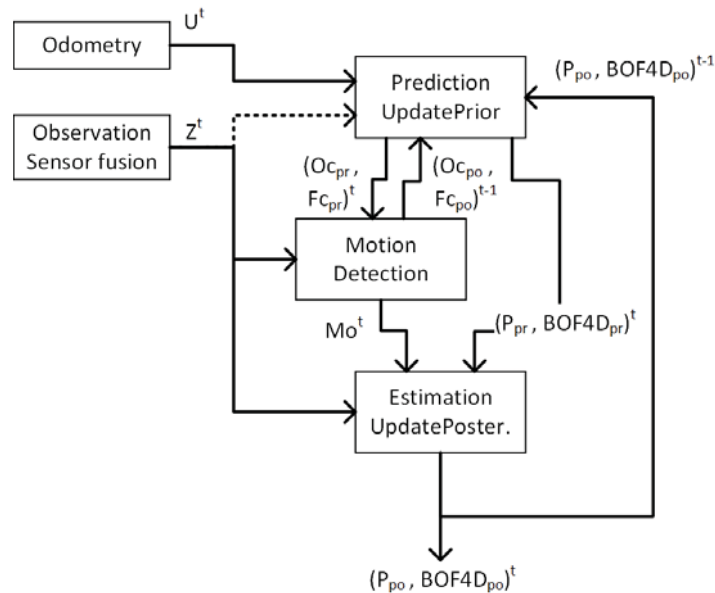 U^t
Odometry
Prediction
UpdatePrior
(P_po , BOF4D_po)^t-1
Observation
Sensor fusion
Z^t
(Oc_pr ,
Fc_pr)^t
(Oc_po ,
Fc_po)^t-1
Motion
Detection
Mo^t
(P_pr , BOF4D_pr)^t
Estimation
UpdatePoster.
(P_po , BOF4D_po)^t